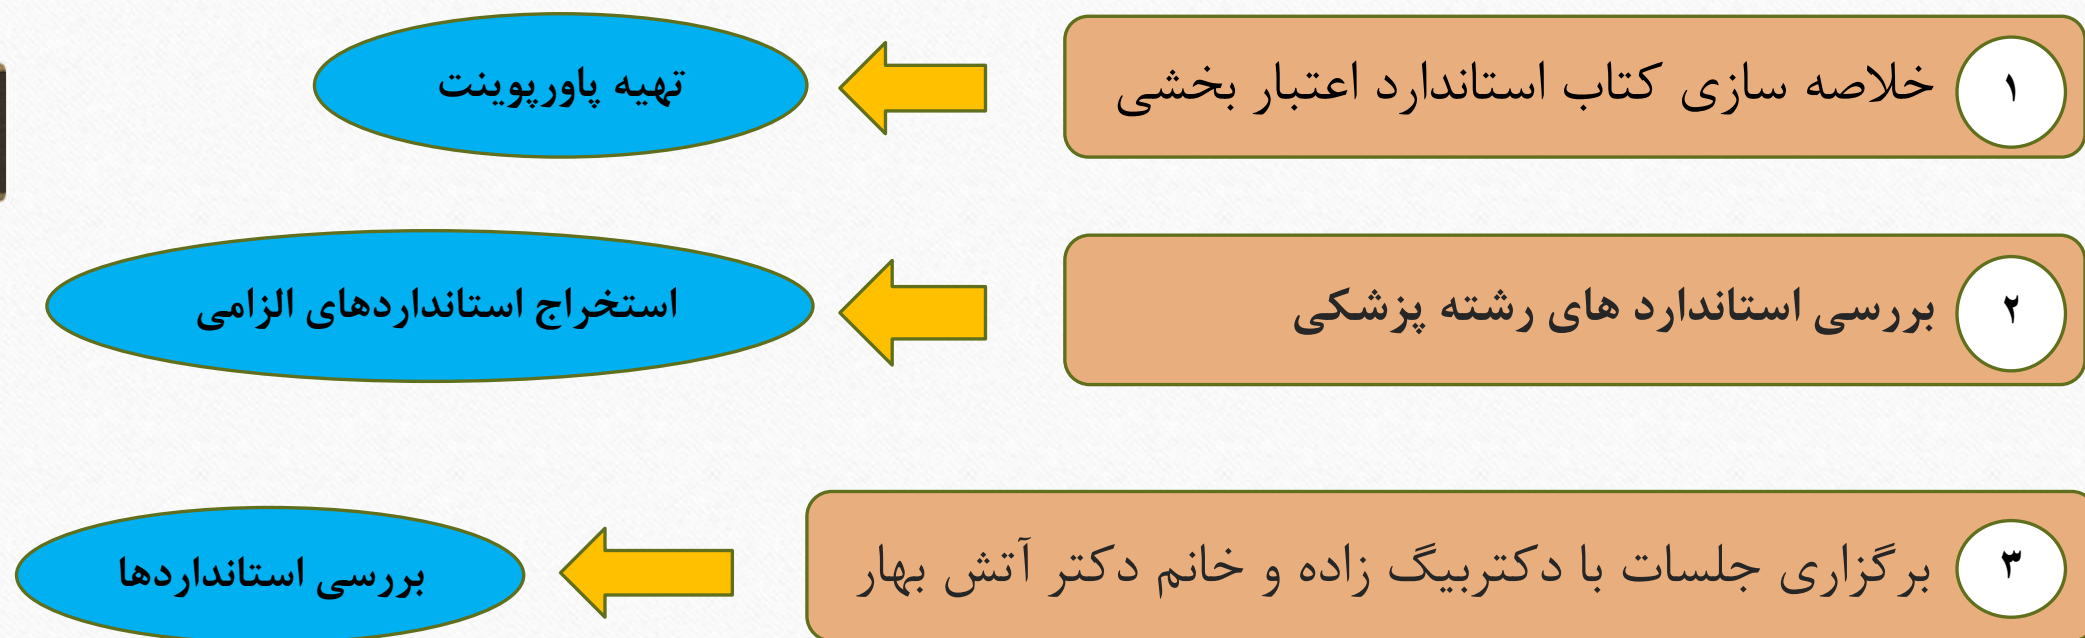 ۱ خلاصه سازی کتاب استاندارد اعتبار بخشی
تهیه پاورپوینت
۲ بررسی استاندارد های رشته پزشکی
استخراج استانداردهای الزامی
۳ برگزاری جلسات با دکتربیگ زاده و خانم دکتر آتش بهار
بررسی استانداردها